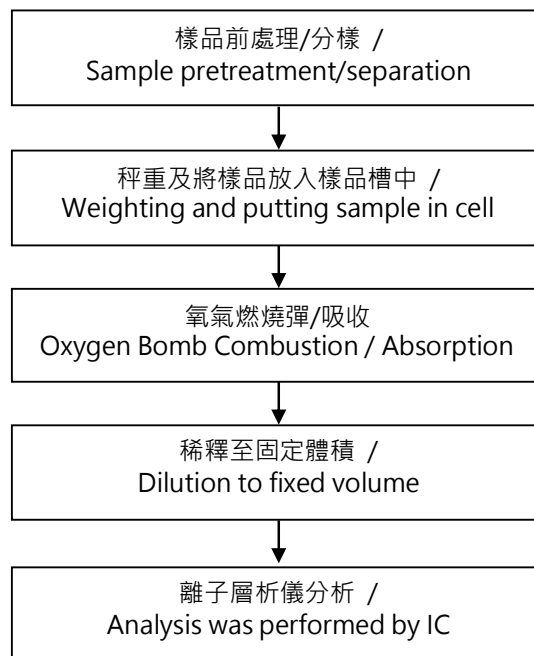 樣品前處理/分樣 /
Sample pretreatment/separation
秤重及將樣品放入樣品槽中 /
Weighting and putting sample in cell
氧氣燃燒彈/吸收
Oxygen Bomb Combustion / Absorption
稀釋至固定體積 /
Dilution to fixed volume
離子層析儀分析 /
Analysis was performed by IC